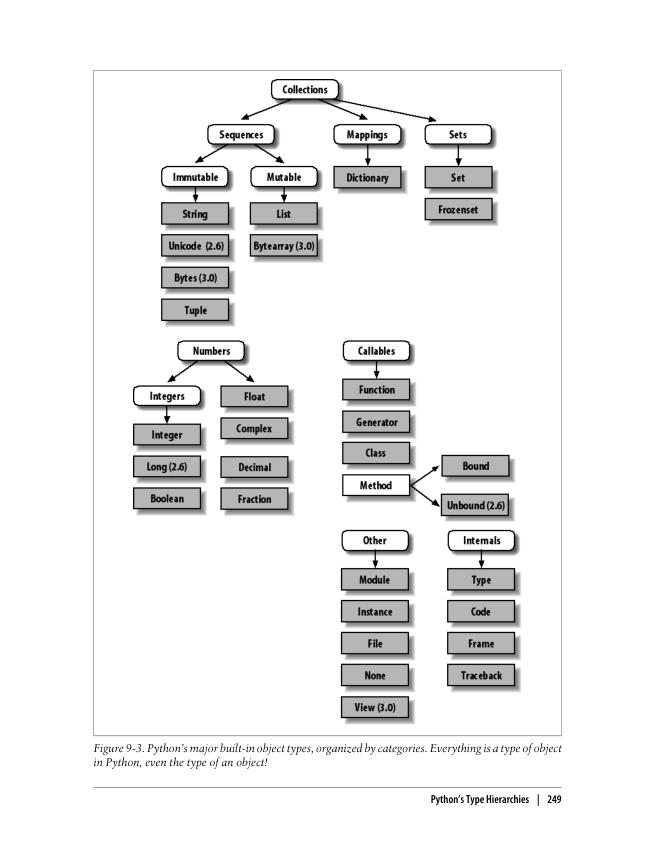 Collections
Sequences
Mappings
Sets
Immutable
Mutable
Dictionary
Set
String
List
Frozenset
Unicode (2.6)
Bytearray (3.0)
Bytes (3.0)
Tuple
Numbers
Callables
Integers
Float
Function
Integer
Complex
Generator
Class
Long (2.6)
Decimal
Bound
Method
Boolean
Fraction
Unbound (2.6)
Other
Internals
Module
Type
Instance
Code
File
Frame
None
Traceback
View (3.0)
Figure 9-3. Python's major built-in object types, organized by categories. Everything is a type of object
in Python, even the type of an object!
Python's Type Hierarchies | 249